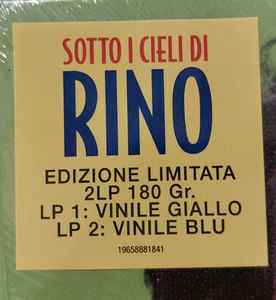 SOTTO I CIELI DI
RINO
EDIZIONE LIMITATA
2LP 180 Gr.
LP 1: VINILE GIALLO
LP 2: VINILE BLU
19658881841